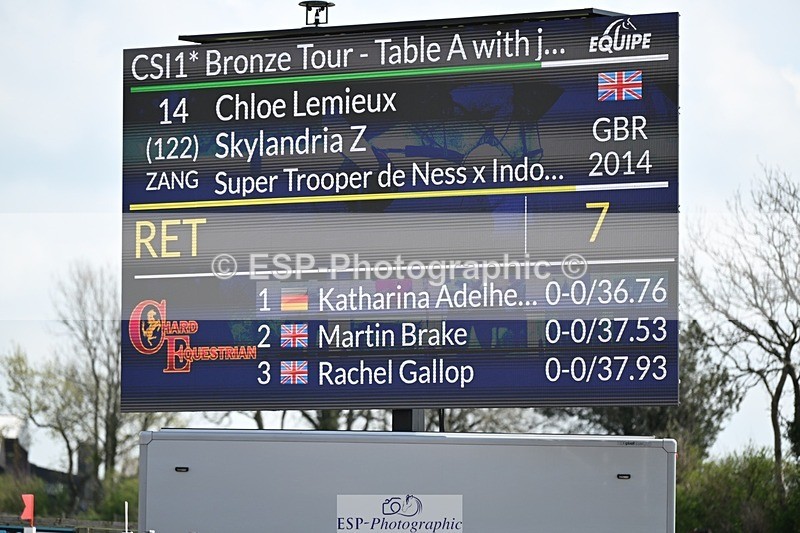 CSI1* Bronze Tour - Table A with j...
EQUIPE
14 Chloe Lemieux
(122) Skylandria Z GBR
ZANG Super Trooper de Ness x Indo... 2014
RET 7
© ESP-Photographic ©
1 Katharina Adelhe... 0-0/36.76
2 Martin Brake 0-0/37.53
3 Rachel Gallop 0-0/37.93
CHARD
EQUESTRIAN
ESP-Photographic